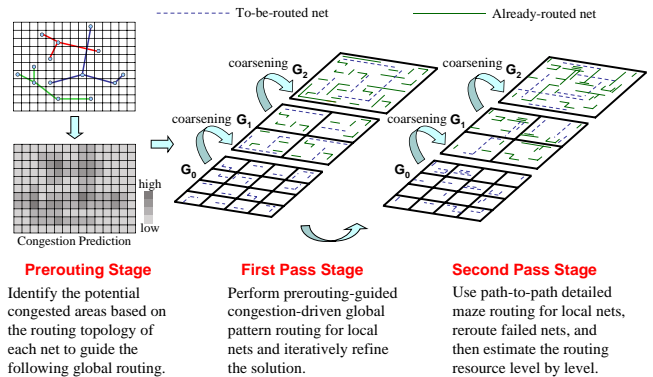 To-be-routed net
Already-routed net
coarsening
G2
coarsening
G1
G0
coarsening
G2
coarsening
G1
G0
high
low
Congestion Prediction
Prerouting Stage
Identify the potential
congested areas based on
the routing topology of
each net to guide the
following global routing.
First Pass Stage
Perform prerouting-guided
congestion-driven global
pattern routing for local
nets and iteratively refine
the solution.
Second Pass Stage
Use path-to-path detailed
maze routing for local nets,
reroute failed nets, and
then estimate the routing
resource level by level.